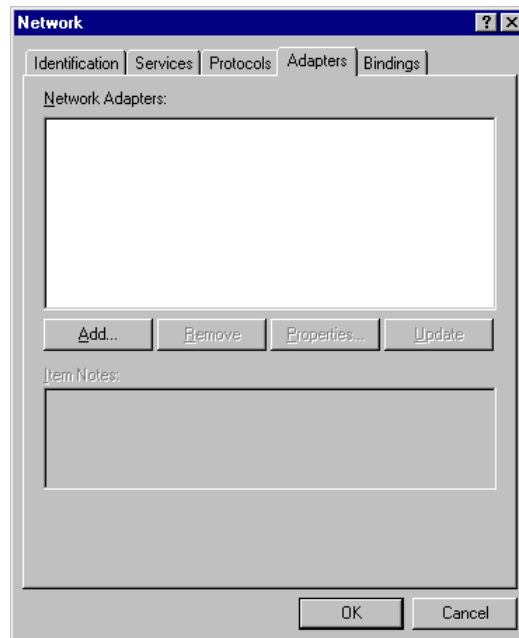 Network
Identification Services Protocols Adapters Bindings
Network Adapters:
Add... Remove Properties... Update
Item Notes:
OK Cancel